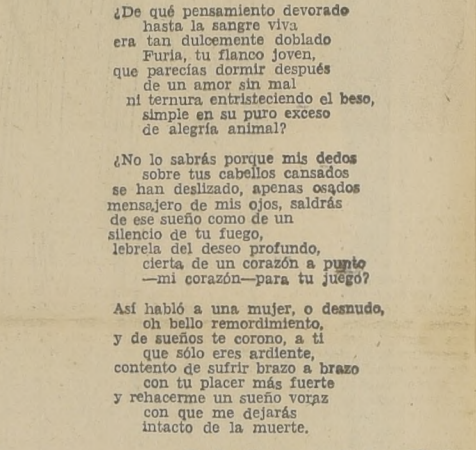 ¿De qué pensamiento devorado
hasta la sangre viva
era tan dulcemente doblado
Furia, tu flanco joven,
que parecías dormir después
de un amor sin mal
ni ternura entristeciendo el beso,
simple en su puro exceso
de alegría animal?

¿No lo sabrás porque mis dedos
sobre tus cabellos cansados
se han deslizado, apenas osados
mensajero de mis ojos, saldrás
de ese sueño como de un
silencio de tu fuego,
lebrela del deseo profundo,
cierta de un corazón a punto
—mi corazón—para tu juego?

Así habló a una mujer, o desnudo,
oh bello remordimiento,
y de sueños te corono, a ti
que sólo eres ardiente,
contento de sufrir brazo a brazo
con tu placer más fuerte
y rehacerme un sueño voraz
con que me dejarás
intacto de la muerte.